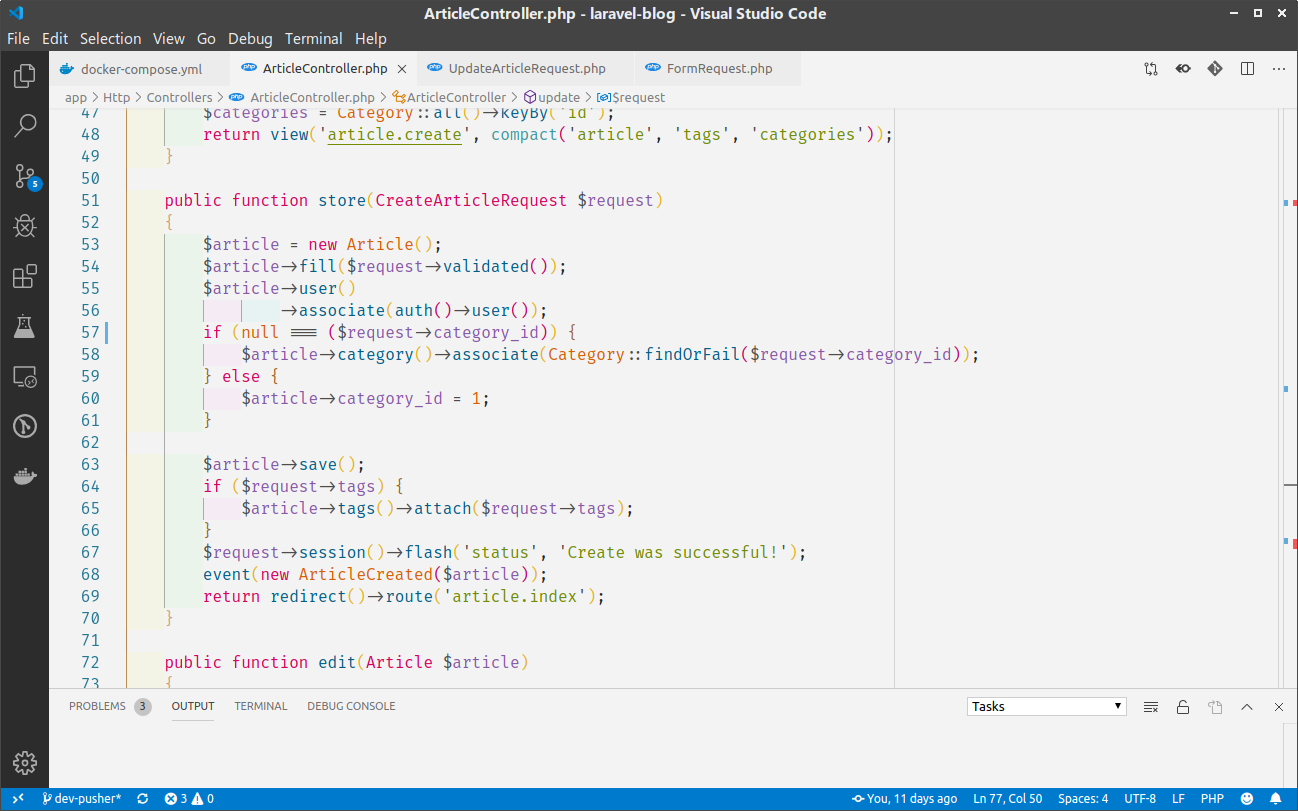 ArticleController.php - laravel-blog - Visual Studio Code
File Edit Selection View Go Debug Terminal Help
docker-compose.yml ArticleController.php UpdateArticleRequest.php FormRequest.php
app > Http > Controllers > ArticleController.php > ArticleController > update > $request
47 $categories = Category::all()->keyBy('id');
48 return view('article.create', compact('article', 'tags', 'categories'));
49 }
50
51 public function store(CreateArticleRequest $request)
52 {
53 $article = new Article();
54 $article->fill($request->validated());
55 $article->user()
56 ->associate(auth()->user());
57 if (null === ($request->category_id)) {
58 $article->category()->associate(Category::findOrFail($request->category_id));
59 } else {
60 $article->category_id = 1;
61 }
62
63 $article->save();
64 if ($request->tags) {
65 $article->tags()->attach($request->tags);
66 }
67 $request->session()->flash('status', 'Create was successful!');
68 event(new ArticleCreated($article));
69 return redirect()->route('article.index');
70 }
71
72 public function edit(Article $article)
73 {
5
PROBLEMS 3 OUTPUT TERMINAL DEBUG CONSOLE Tasks
dev-pusher* 3 0 You, 11 days ago Ln 77, Col 50 Spaces: 4 UTF-8 LF PHP